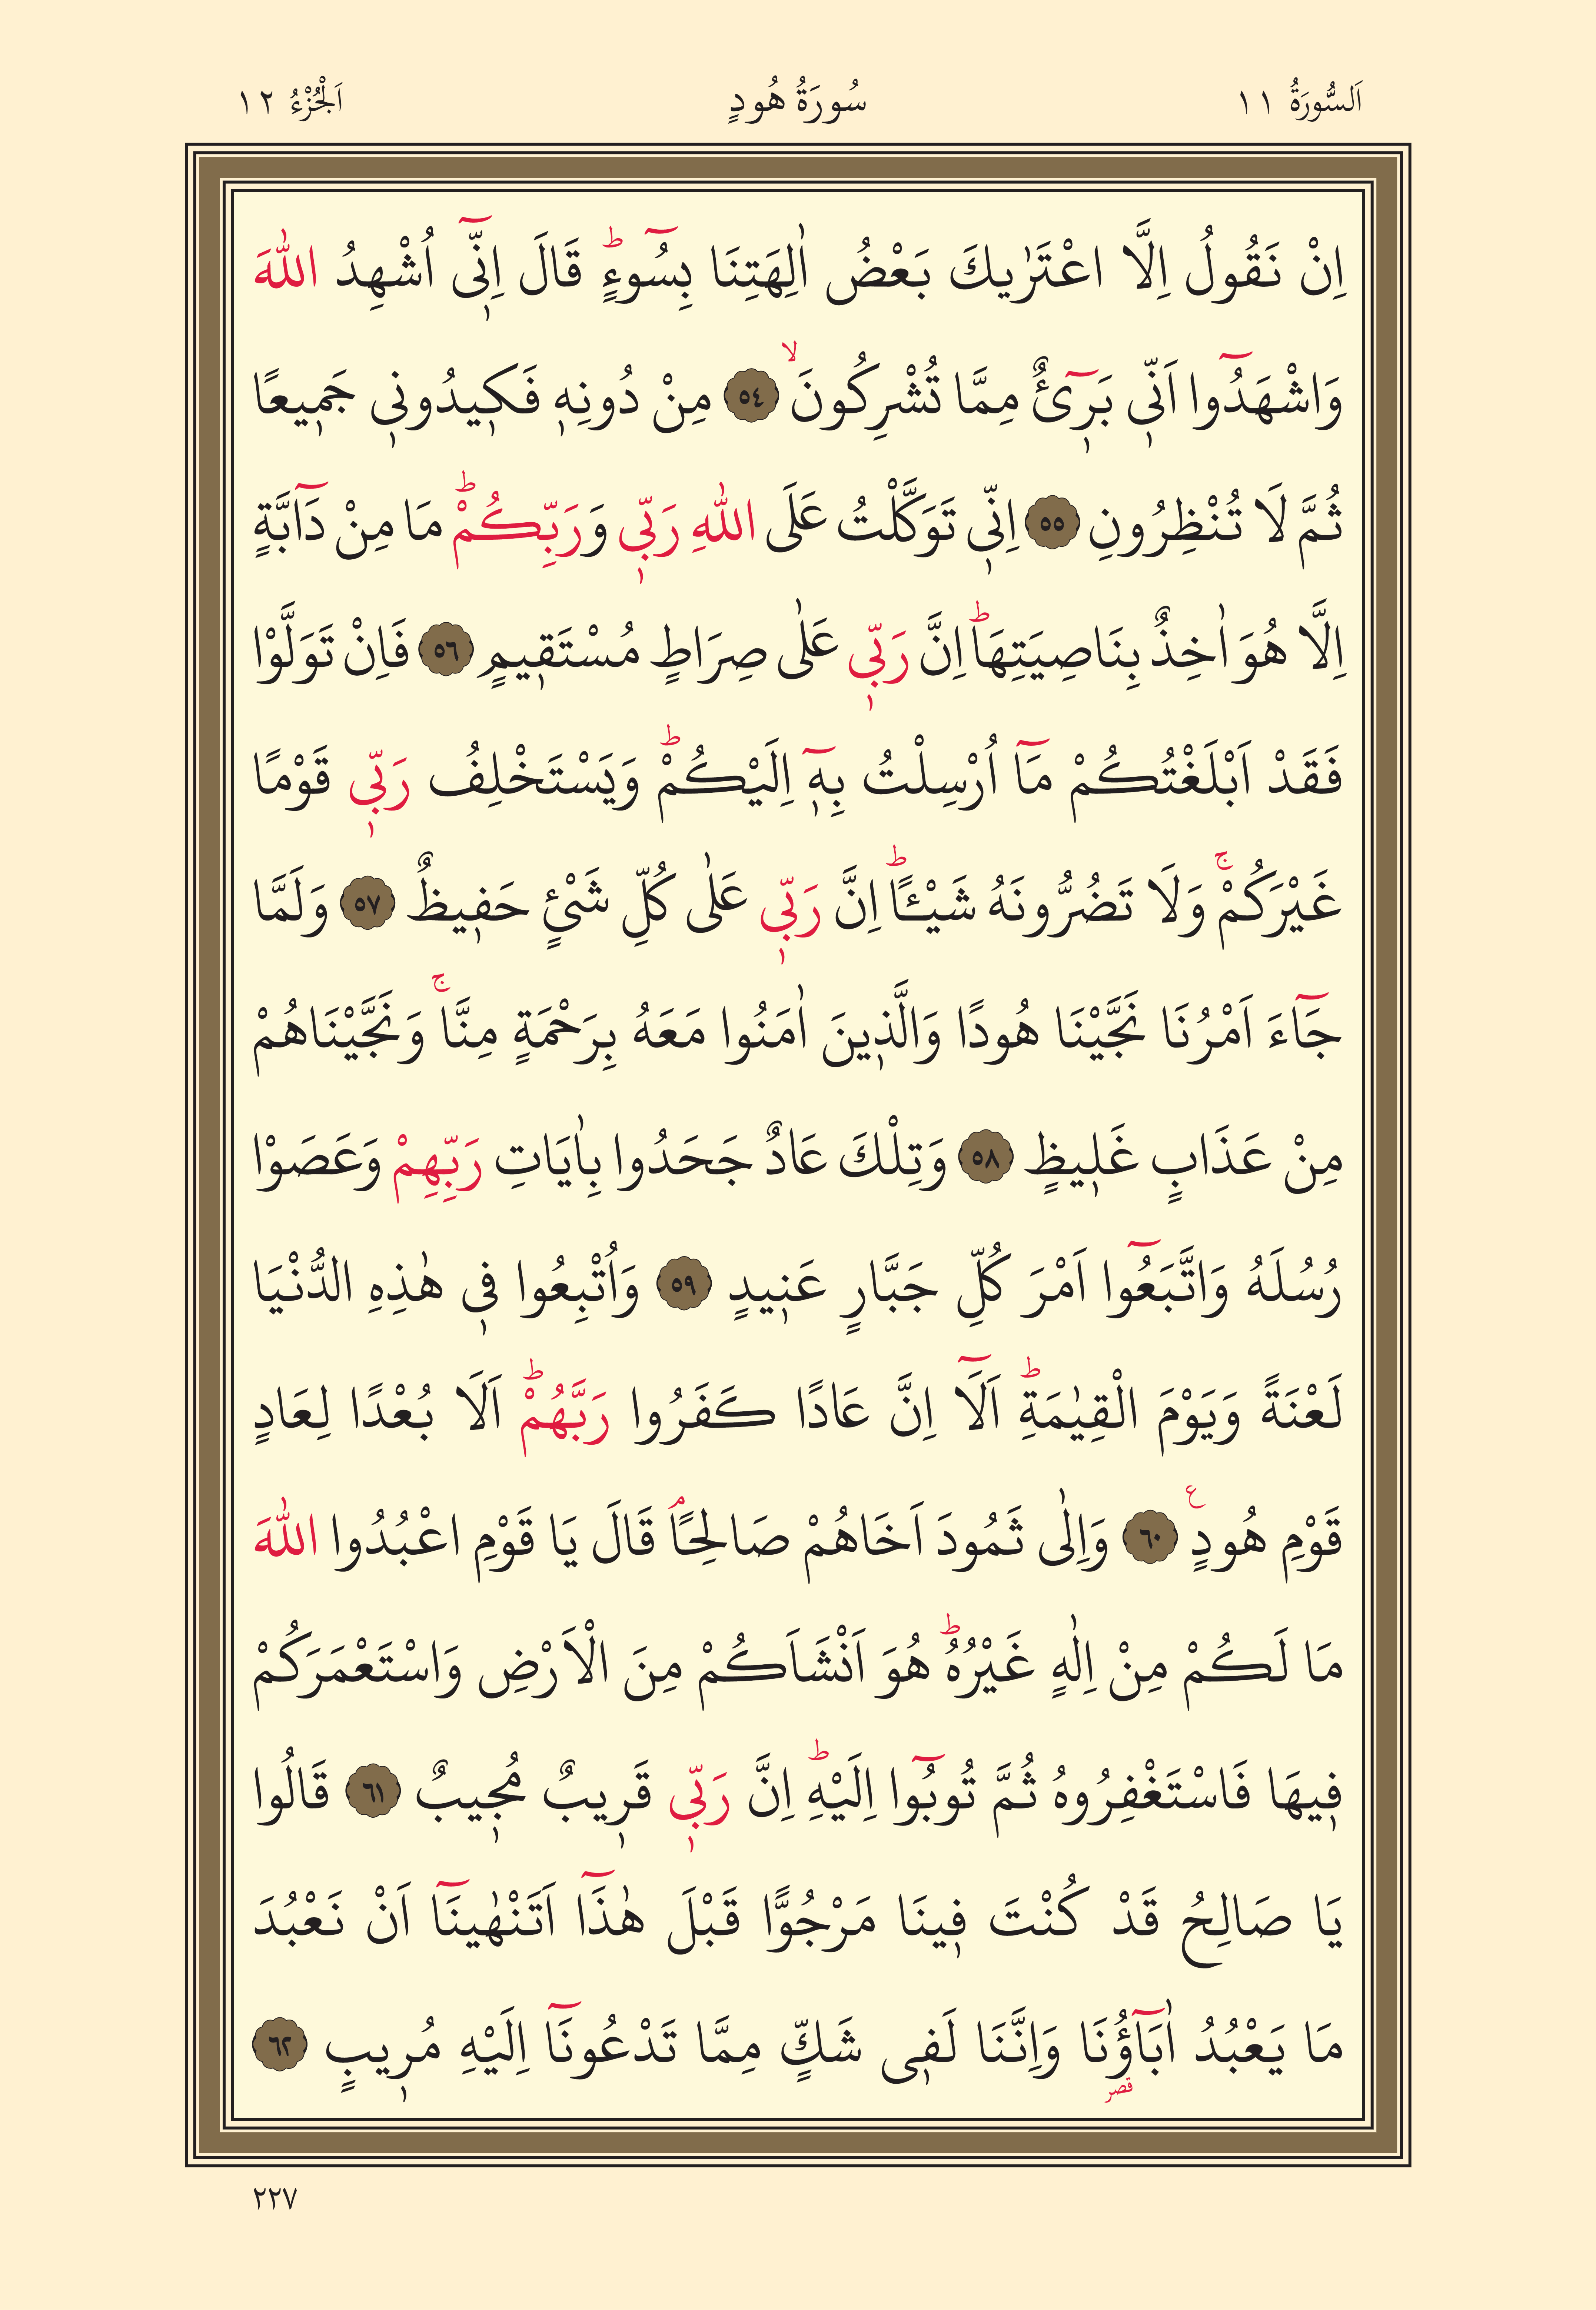 اَلسُّورَةُ ١١ سُورَةُ هُودٍ اَلْجُزْءُ ١٢
اِنْ نَقُولُ اِلَّا اعْتَرٰيكَ بَعْضُ اٰلِهَتِنَا بِسُٓوءٍۜ قَالَ اِنّ۪ٓي اُشْهِدُ اللّٰهَ
وَاشْهَدُٓوا اَنّ۪ي بَر۪ٓيءٌ مِمَّا تُشْرِكُونَۙ ﴿٥٤﴾ مِنْ دُونِه۪ فَك۪يدُون۪ي جَم۪يعًا
ثُمَّ لَا تُنْظِرُونِ ﴿٥٥﴾ اِنّ۪ي تَوَكَّلْتُ عَلَى اللّٰهِ رَبّ۪ي وَرَبِّكُمْۜ مَا مِنْ دَٓابَّةٍ
اِلَّا هُوَ اٰخِذٌ بِنَاصِيَتِهَاۜ اِنَّ رَبّ۪ي عَلٰى صِرَاطٍ مُسْتَق۪يمٍ ﴿٥٦﴾ فَاِنْ تَوَلَّوْا
فَقَدْ اَبْلَغْتُكُمْ مَٓا اُرْسِلْتُ بِه۪ٓ اِلَيْكُمْۜ وَيَسْتَخْلِفُ رَبّ۪ي قَوْمًا
غَيْرَكُمْۚ وَلَا تَضُرُّونَهُ شَيْـًٔاۜ اِنَّ رَبّ۪ي عَلٰى كُلِّ شَيْءٍ حَف۪يظٌ ﴿٥٧﴾ وَلَمَّا
جَٓاءَ اَمْرُنَا نَجَّيْنَا هُودًا وَالَّذ۪ينَ اٰمَنُوا مَعَهُ بِرَحْمَةٍ مِنَّاۚ وَنَجَّيْنَاهُمْ
مِنْ عَذَابٍ غَل۪يظٍ ﴿٥٨﴾ وَتِلْكَ عَادٌ جَحَدُوا بِاٰيَاتِ رَبِّهِمْ وَعَصَوْا
رُسُلَهُ وَاتَّبَعُٓوا اَمْرَ كُلِّ جَبَّارٍ عَن۪يدٍ ﴿٥٩﴾ وَاُتْبِعُوا ف۪ي هٰذِهِ الدُّنْيَا
لَعْنَةً وَيَوْمَ الْقِيٰمَةِۜ اَلَٓا اِنَّ عَادًا كَفَرُوا رَبَّهُمْۜ اَلَا بُعْدًا لِعَادٍ
قَوْمِ هُودٍ ع ﴿٦٠﴾ وَاِلٰى ثَمُودَ اَخَاهُمْ صَالِحًاۢ قَالَ يَا قَوْمِ اعْبُدُوا اللّٰهَ
مَا لَكُمْ مِنْ اِلٰهٍ غَيْرُهُۜ هُوَ اَنْشَاَكُمْ مِنَ الْاَرْضِ وَاسْتَعْمَرَكُمْ
ف۪يهَا فَاسْتَغْفِرُوهُ ثُمَّ تُوبُٓوا اِلَيْهِۜ اِنَّ رَبّ۪ي قَر۪يبٌ مُج۪يبٌ ﴿٦١﴾ قَالُوا
يَا صَالِحُ قَدْ كُنْتَ ف۪ينَا مَرْجُوًّا قَبْلَ هٰذَٓا اَتَنْهٰينَٓا اَنْ نَعْبُدَ
مَا يَعْبُدُ اٰبَٓاؤُ۬نَا وَاِنَّنَا لَف۪ي شَكٍّ مِمَّا تَدْعُونَٓا اِلَيْهِ مُر۪يبٍ ﴿٦٢﴾
قصر
٢٢٧